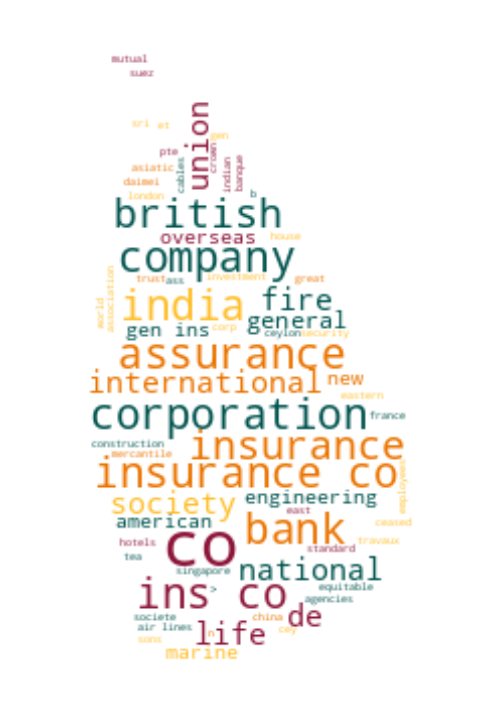 mutual
suez
sri et
union
gen
pte
crown
asiatic
cables
indian
banque
daimei
london
b
british
overseas
house
company
world
association
trust
ass
investment
great
india
fire
gen ins
corp
general
ceylon
security
assurance
international
new
eastern
corporation
france
construction
mercantile
insurance
insurance co
employees
society
engineering
american
east
bank
ceased
hotels
co
standard
travaux
tea
singapore
national
ins co
>
equitable
agencies
de
societe
air lines
china
cey
sons
life
n
marine